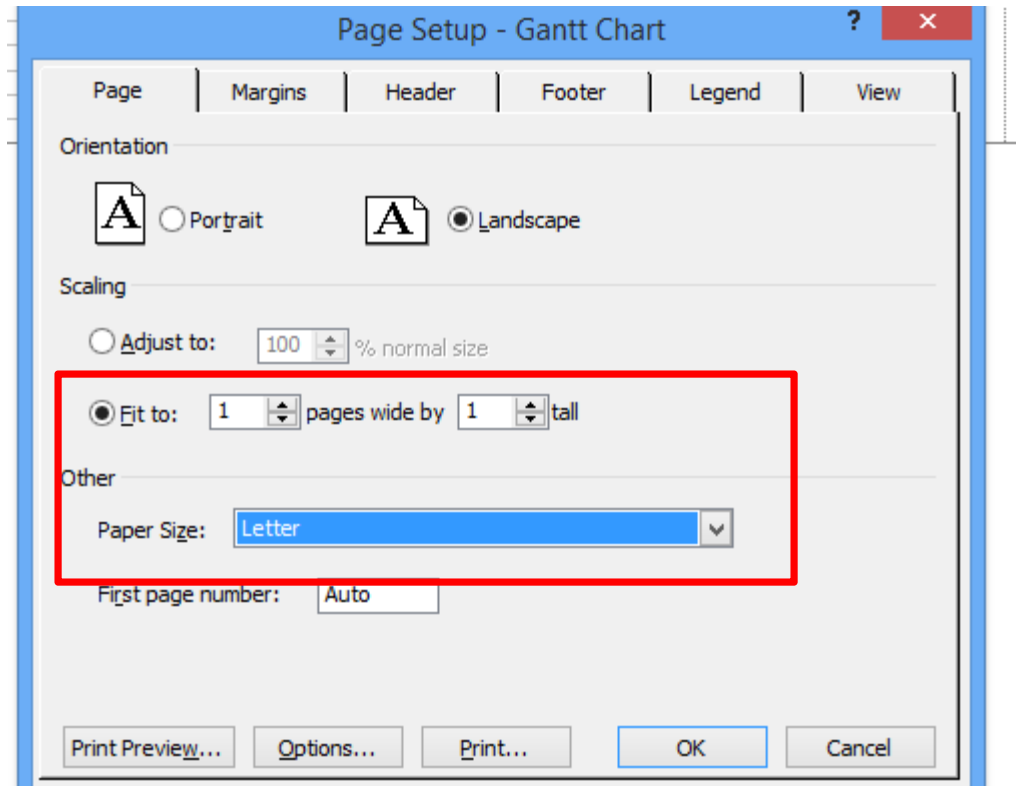 Page Setup - Gantt Chart ?
Page Margins Header Footer Legend View
Orientation
A Portrait A Landscape
Scaling
Adjust to: 100 % normal size
Fit to: 1 pages wide by 1 tall
Other
Paper Size: Letter
First page number: Auto
Print Preview... Options... Print... OK Cancel